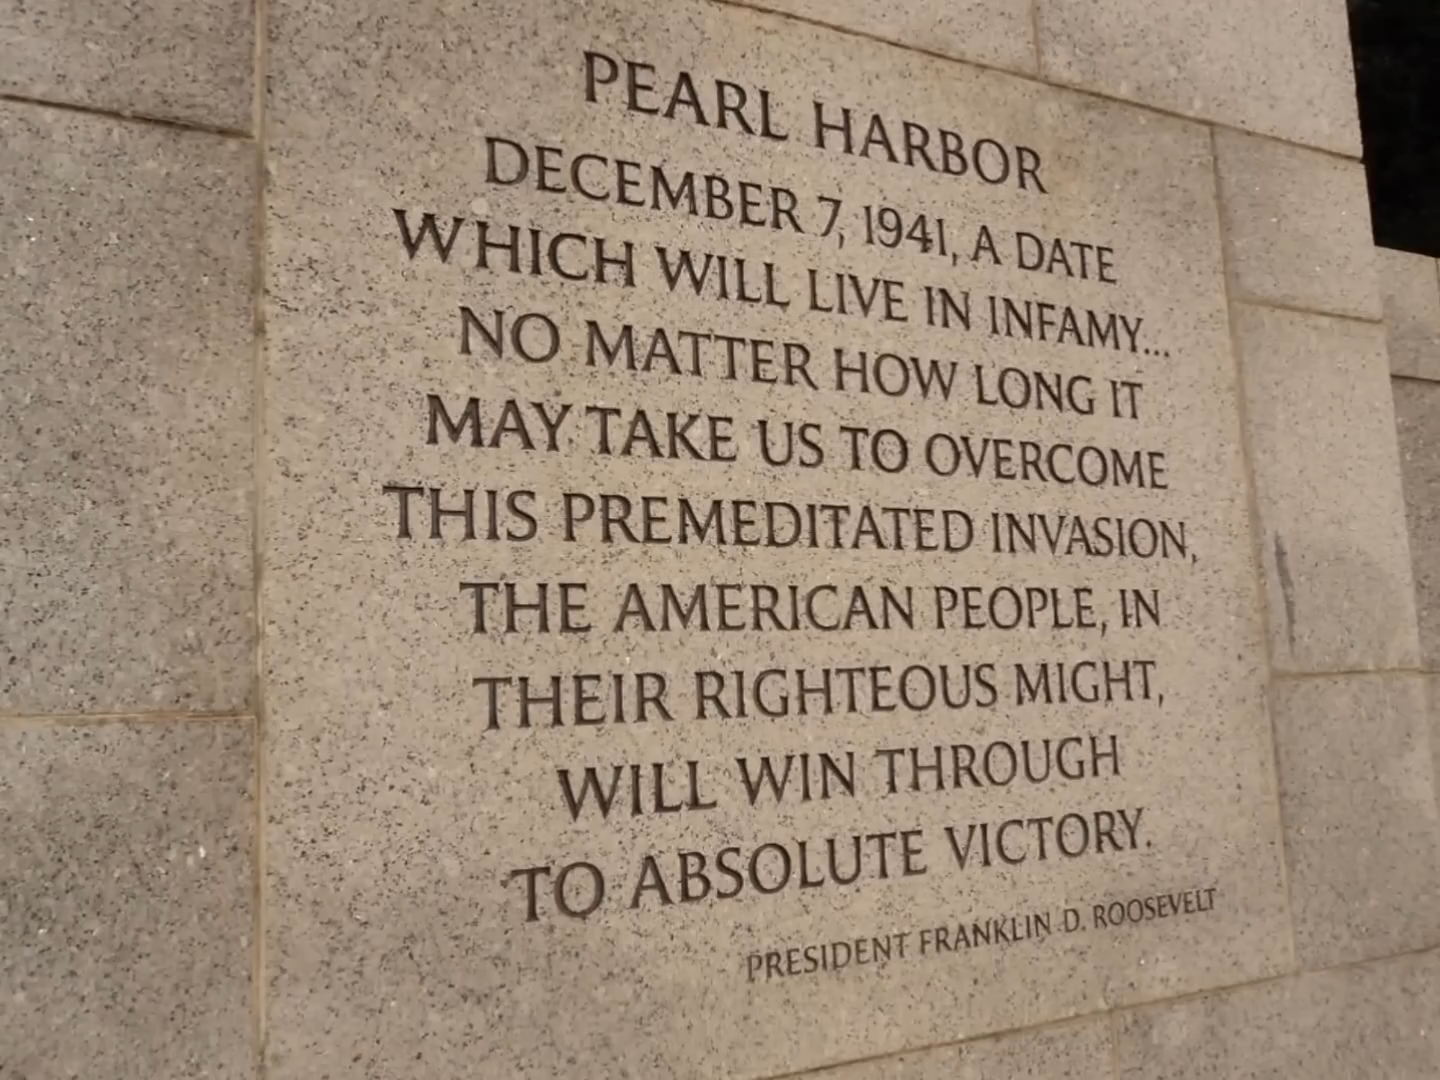 PEARL HARBOR
DECEMBER 7, 1941, A DATE
WHICH WILL LIVE IN INFAMY...
NO MATTER HOW LONG IT
MAY TAKE US TO OVERCOME
THIS PREMEDITATED INVASION,
THE AMERICAN PEOPLE, IN
THEIR RIGHTEOUS MIGHT,
WILL WIN THROUGH
TO ABSOLUTE VICTORY.
PRESIDENT FRANKLIN D. ROOSEVELT